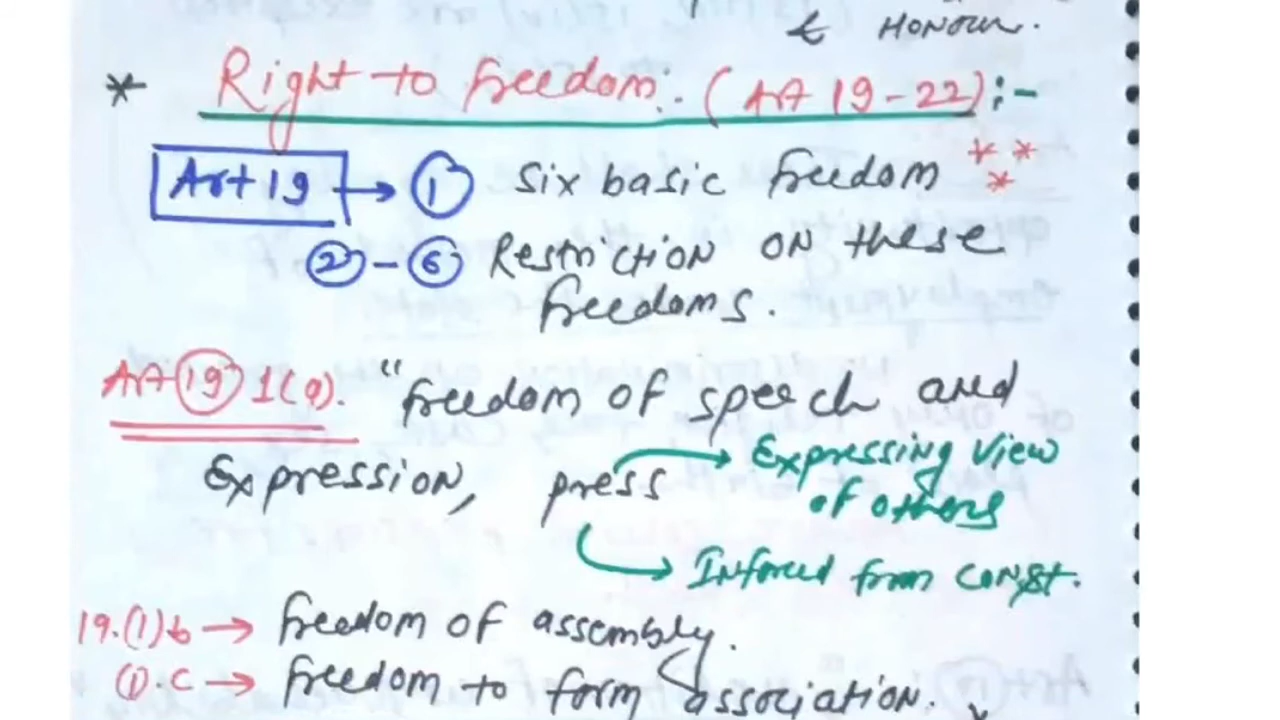 & HONOUR.
* Right to freedom:. (Art 19-22):-
Art 19 → ① Six basic freedom ***
② - ⑥ Restriction ON these
freedoms.
Art ⑲ 1(a). "freedom of speech and
Expression, press → Expressing view
of others
→ Inforced from const.
19.(1)b → freedom of assembly.
(1).c → freedom to form association.